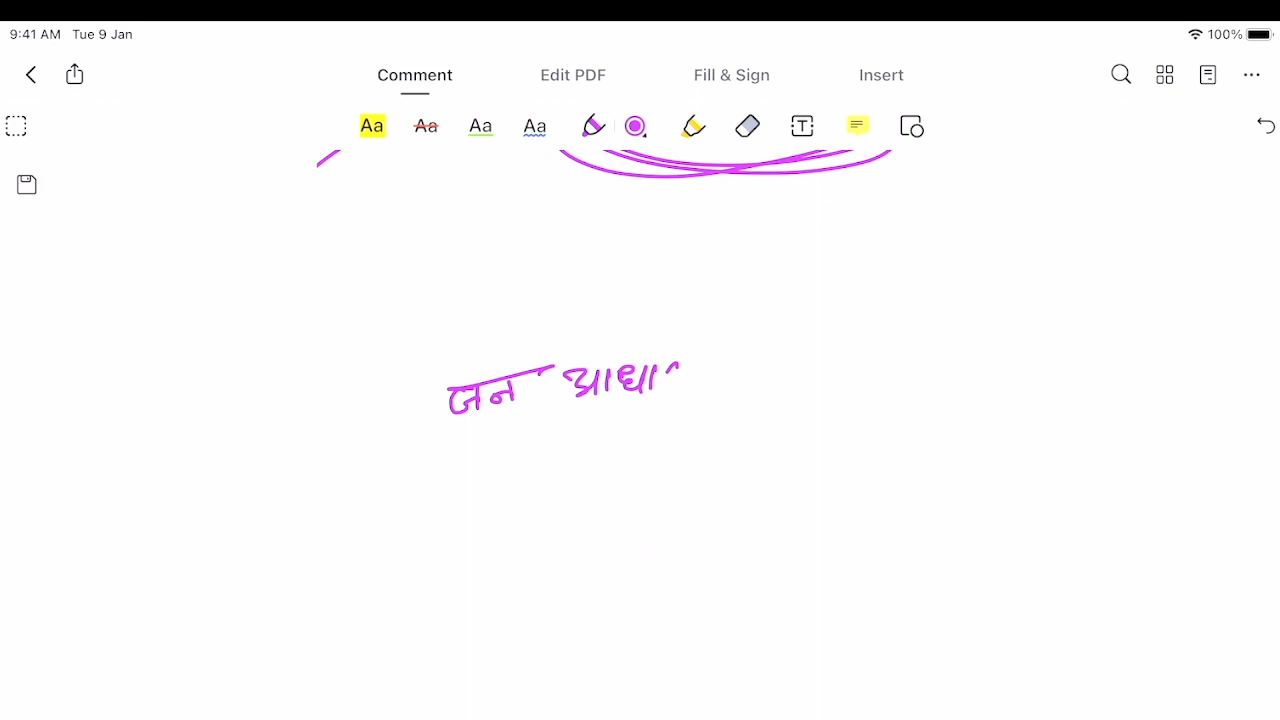 9:41 AM Tue 9 Jan 100%
Comment Edit PDF Fill & Sign Insert
Aa Aa Aa Aa T
जन आधा